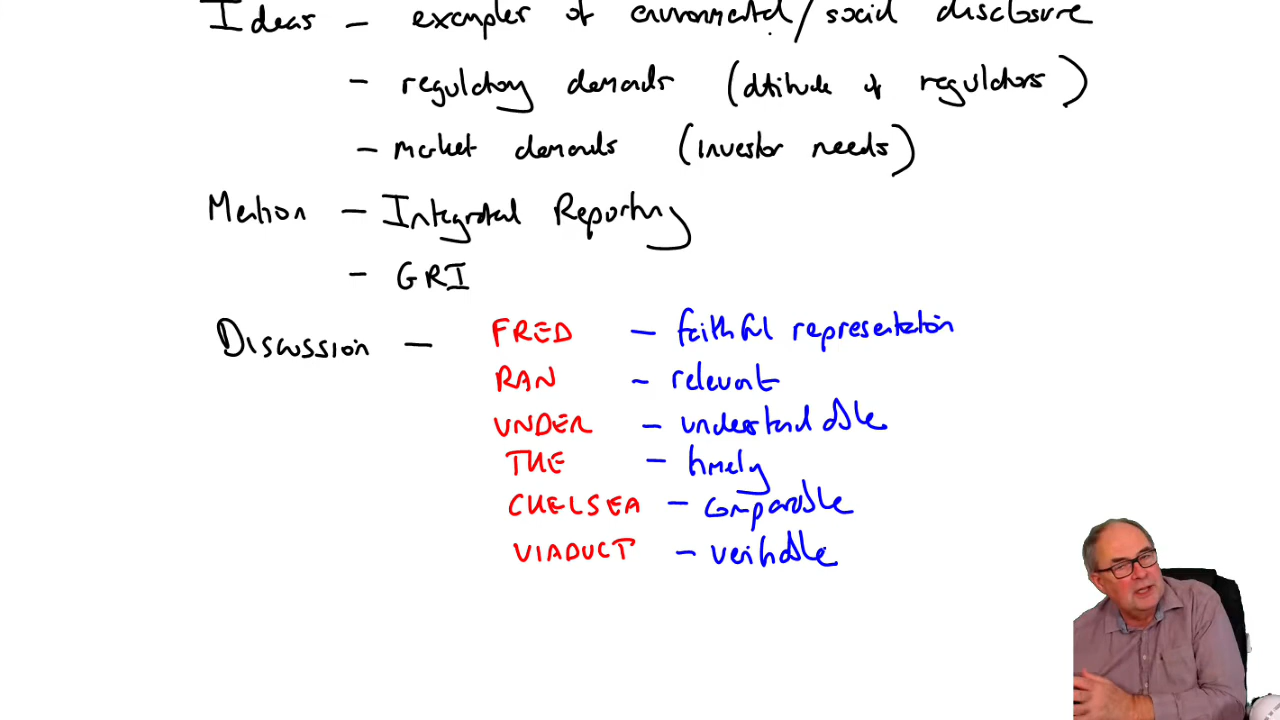 Ideas – examples of environmental/social disclosure
– regulatory demands (attitude of regulators)
– market demands (investor needs)
Mention – Integrated Reporting
– GRI
Discussion – FRED – faithful representation
RAN – relevant
UNDER – understandable
THE – timely
CHELSEA – comparable
VIADUCT – verifiable